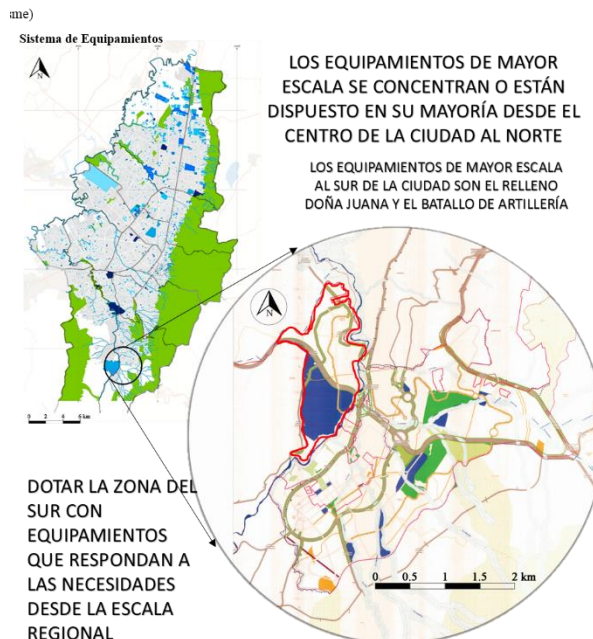 sme)
Sistema de Equipamientos
N
LOS EQUIPAMIENTOS DE MAYOR
ESCALA SE CONCENTRAN O ESTÁN
DISPUESTO EN SU MAYORÍA DESDE EL
CENTRO DE LA CIUDAD AL NORTE
LOS EQUIPAMIENTOS DE MAYOR ESCALA
AL SUR DE LA CIUDAD SON EL RELLENO
DOÑA JUANA Y EL BATALLO DE ARTILLERÍA
N
0 2 4 6 km
DOTAR LA ZONA DEL
SUR CON
EQUIPAMIENTOS
QUE RESPONDAN A
LAS NECESIDADES
DESDE LA ESCALA
REGIONAL
0 0.5 1 1.5 2 km